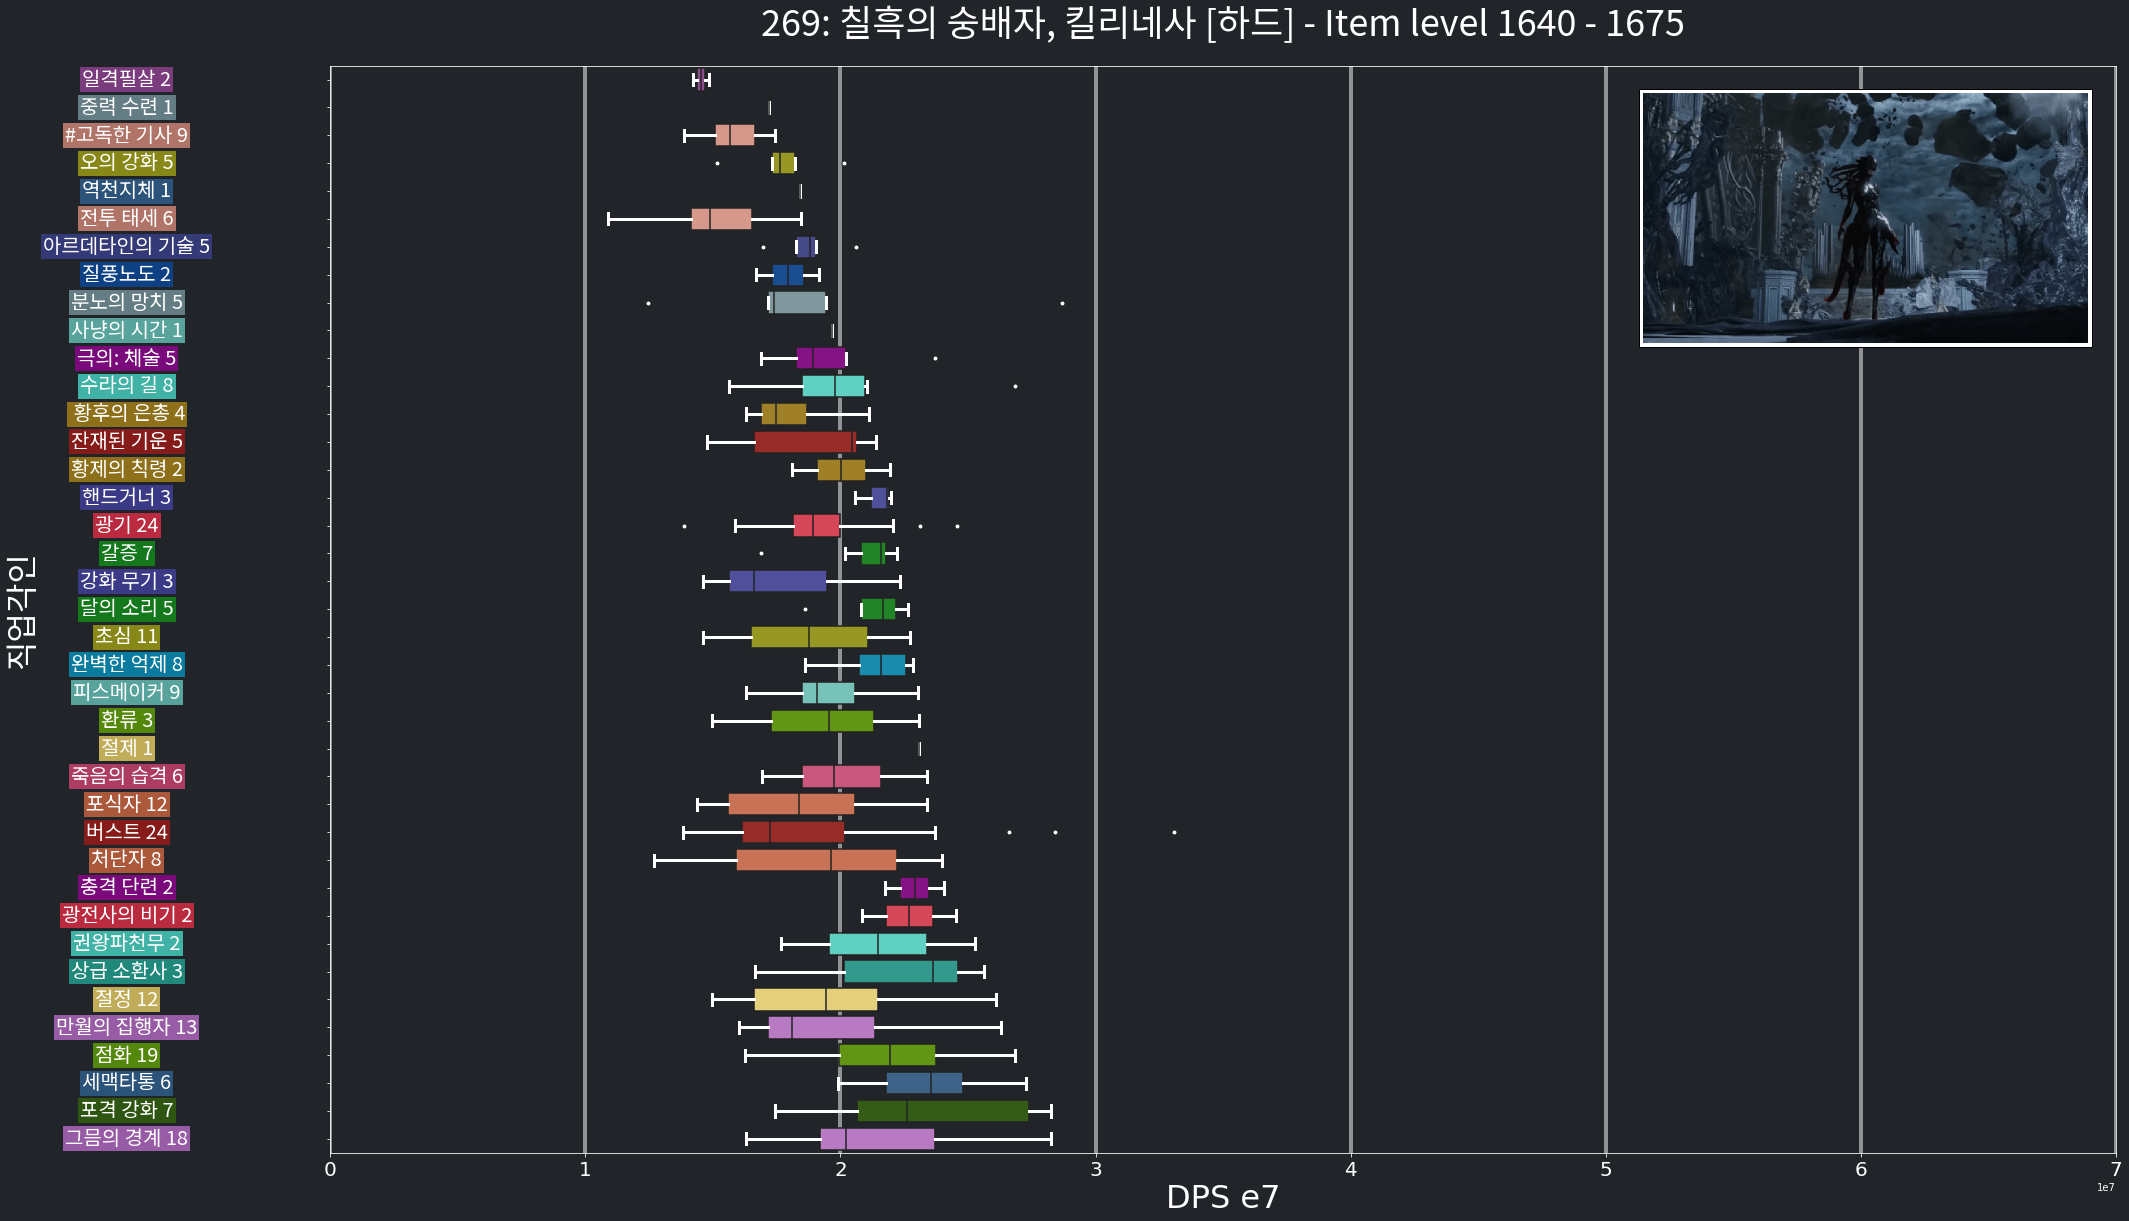 269: 칠흑의 숭배자, 킬리네사 [하드] - Item level 1640 - 1675
일격필살 2
중력 수련 1
#고독한 기사 9
오의 강화 5
역천지체 1
전투 태세 6
아르데타인의 기술 5
질풍노도 2
분노의 망치 5
사냥의 시간 1
극의: 체술 5
수라의 길 8
황후의 은총 4
잔재된 기운 5
황제의 칙령 2
핸드거너 3
광기 24
갈증 7
강화 무기 3
달의 소리 5
초심 11
완벽한 억제 8
피스메이커 9
환류 3
절제 1
죽음의 습격 6
포식자 12
버스트 24
처단자 8
충격 단련 2
광전사의 비기 2
권왕파천무 2
상급 소환사 3
절정 12
만월의 집행자 13
점화 19
세맥타통 6
포격 강화 7
그믐의 경계 18
직업각인
0 1 2 3 4 5 6 7
1e7
DPS e7